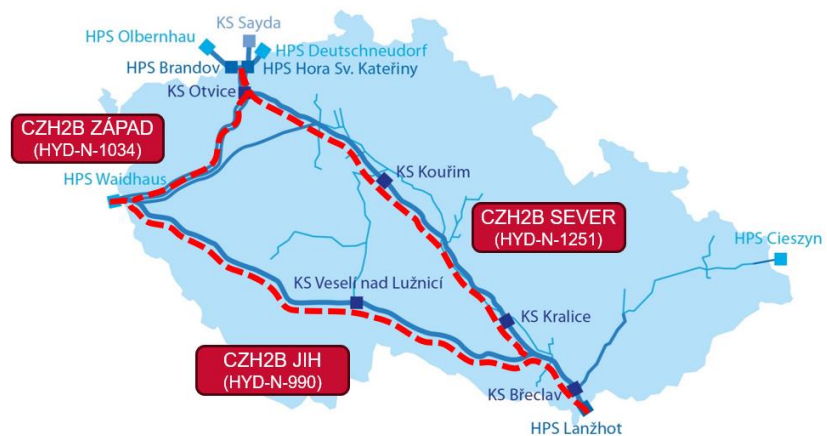 KS Sayda
HPS Olbernhau
HPS Deutschneudorf
HPS Brandov
HPS Hora Sv. Kateřiny
KS Otvice
CZH2B ZÁPAD
(HYD-N-1034)
HPS Waidhaus
KS Kouřim
CZH2B SEVER
(HYD-N-1251)
HPS Cieszyn
KS Veselí nad Lužnicí
KS Kralice
CZH2B JIH
(HYD-N-990)
KS Břeclav
HPS Lanžhot